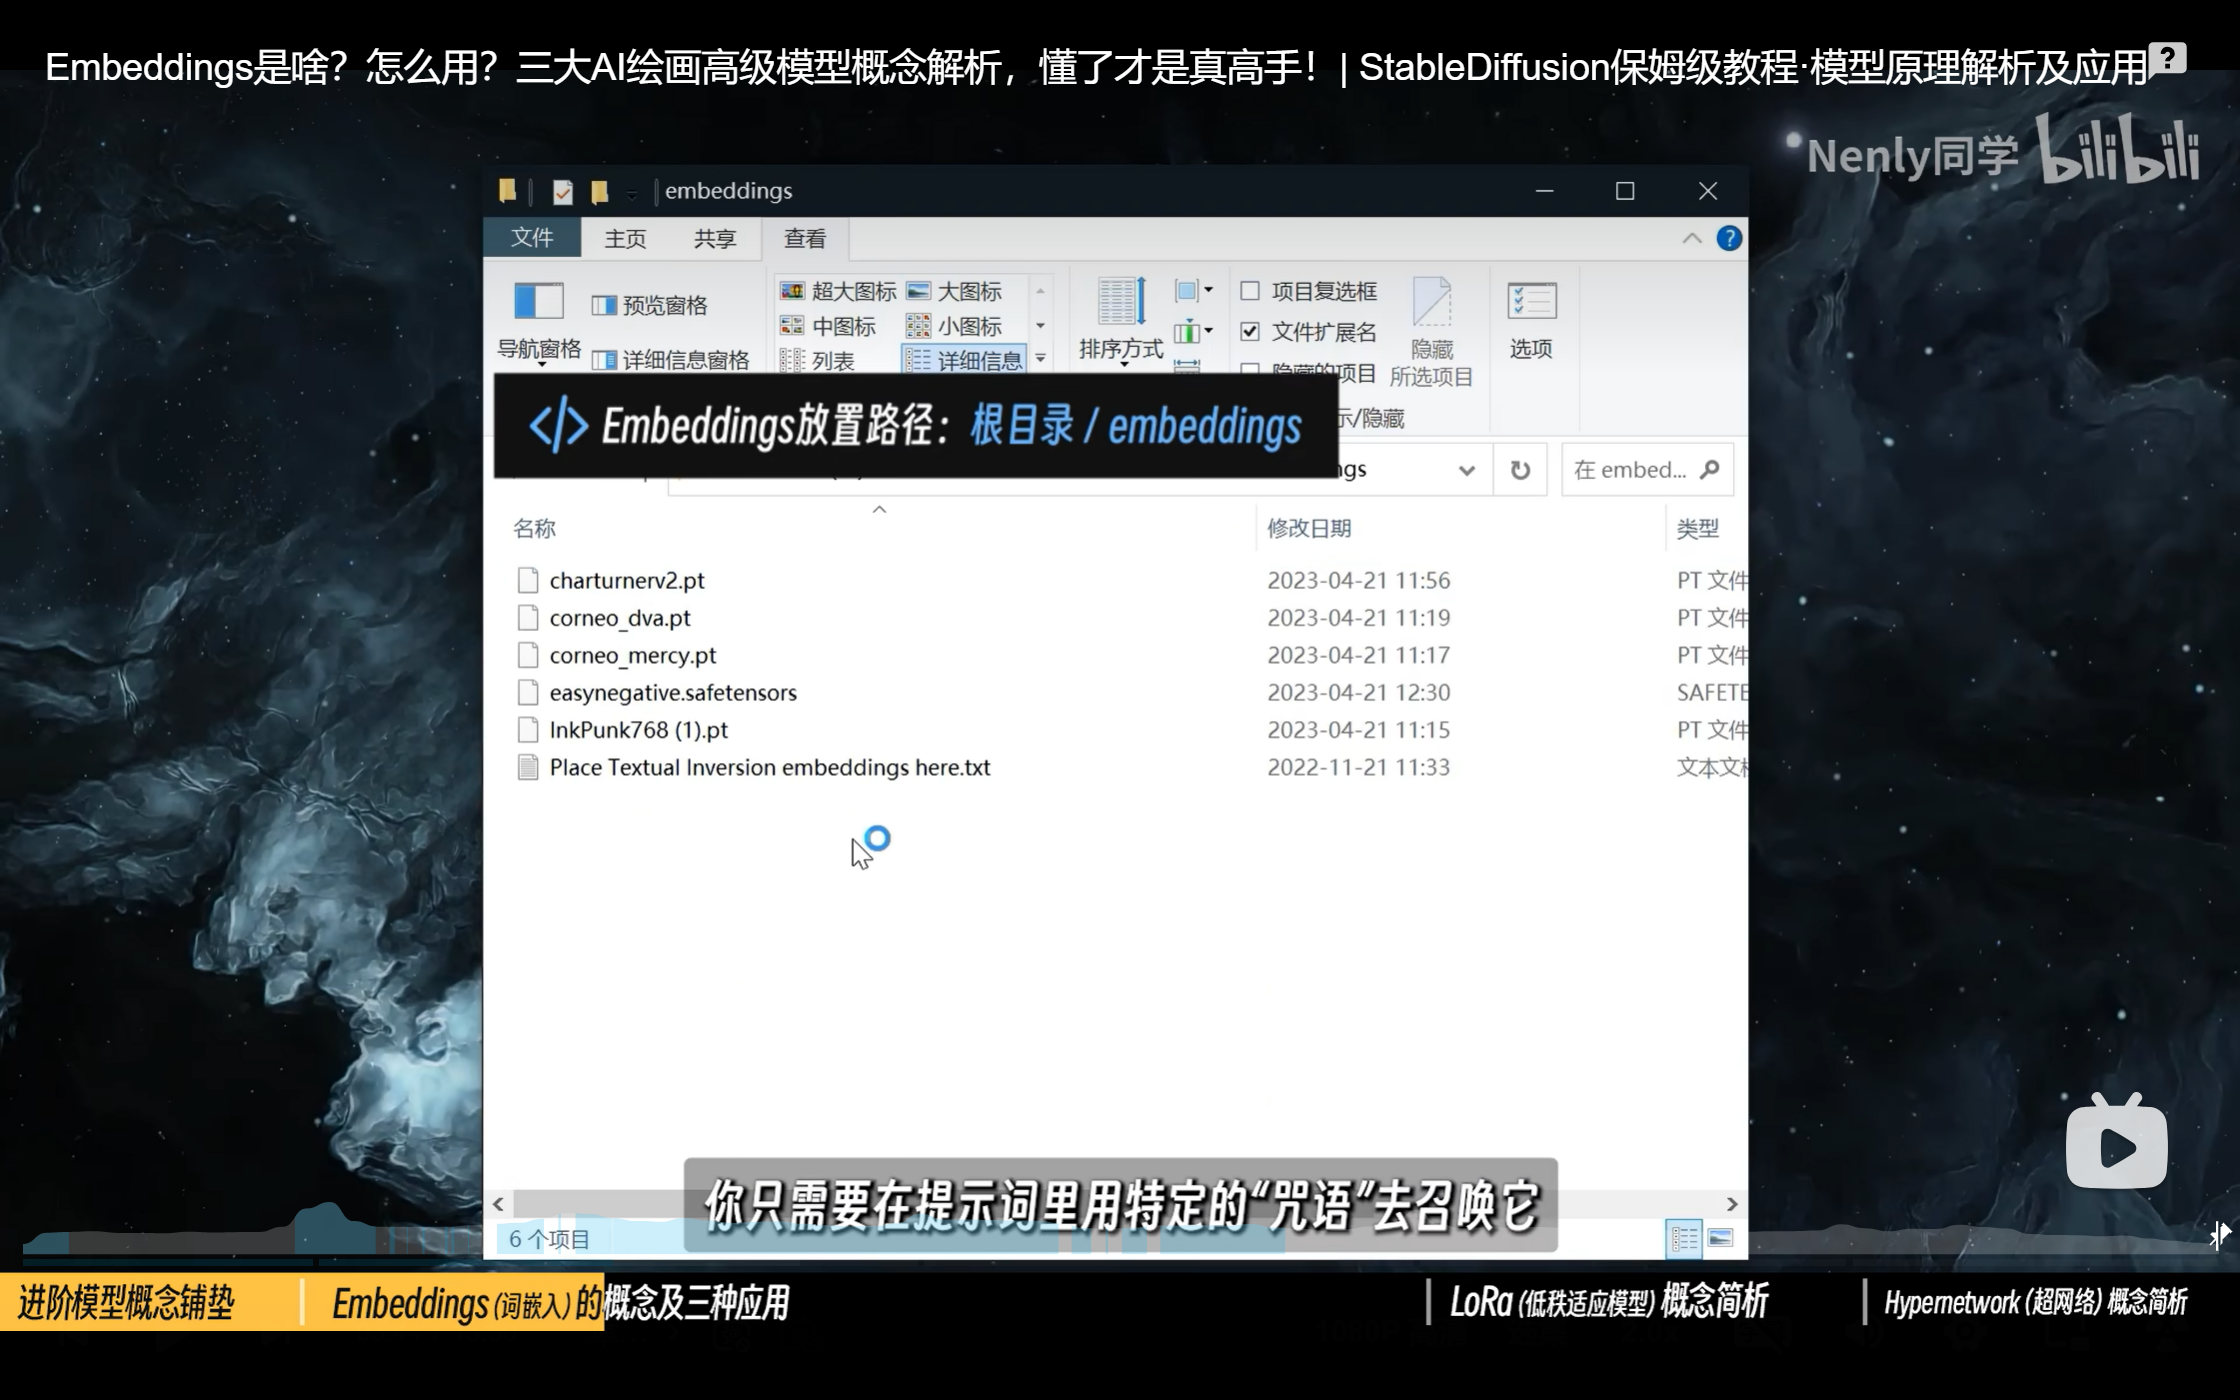 Embeddings是啥？怎么用？三大AI绘画高级模型概念解析，懂了才是真高手！| StableDiffusion保姆级教程·模型原理解析及应用
Nenly同学 bilibili
embeddings
文件 主页 共享 查看
超大图标 大图标 项目复选框
预览窗格
中图标 小图标 文件扩展名
导航窗格 排序方式 隐藏 选项
详细信息窗格 列表 详细信息 隐藏的项目 所选项目
示/隐藏
</> Embeddings放置路径：根目录 / embeddings
ngs 在 embed...
名称 修改日期 类型
charturnerv2.pt 2023-04-21 11:56 PT 文件
corneo_dva.pt 2023-04-21 11:19 PT 文件
corneo_mercy.pt 2023-04-21 11:17 PT 文件
easynegative.safetensors 2023-04-21 12:30 SAFETE
InkPunk768 (1).pt 2023-04-21 11:15 PT 文件
Place Textual Inversion embeddings here.txt 2022-11-21 11:33 文本文档
你只需要在提示词里用特定的“咒语”去召唤它
6 个项目
进阶模型概念铺垫 Embeddings (词嵌入) 的概念及三种应用 LoRa (低秩适应模型) 概念简析 Hypernetwork (超网络) 概念简析